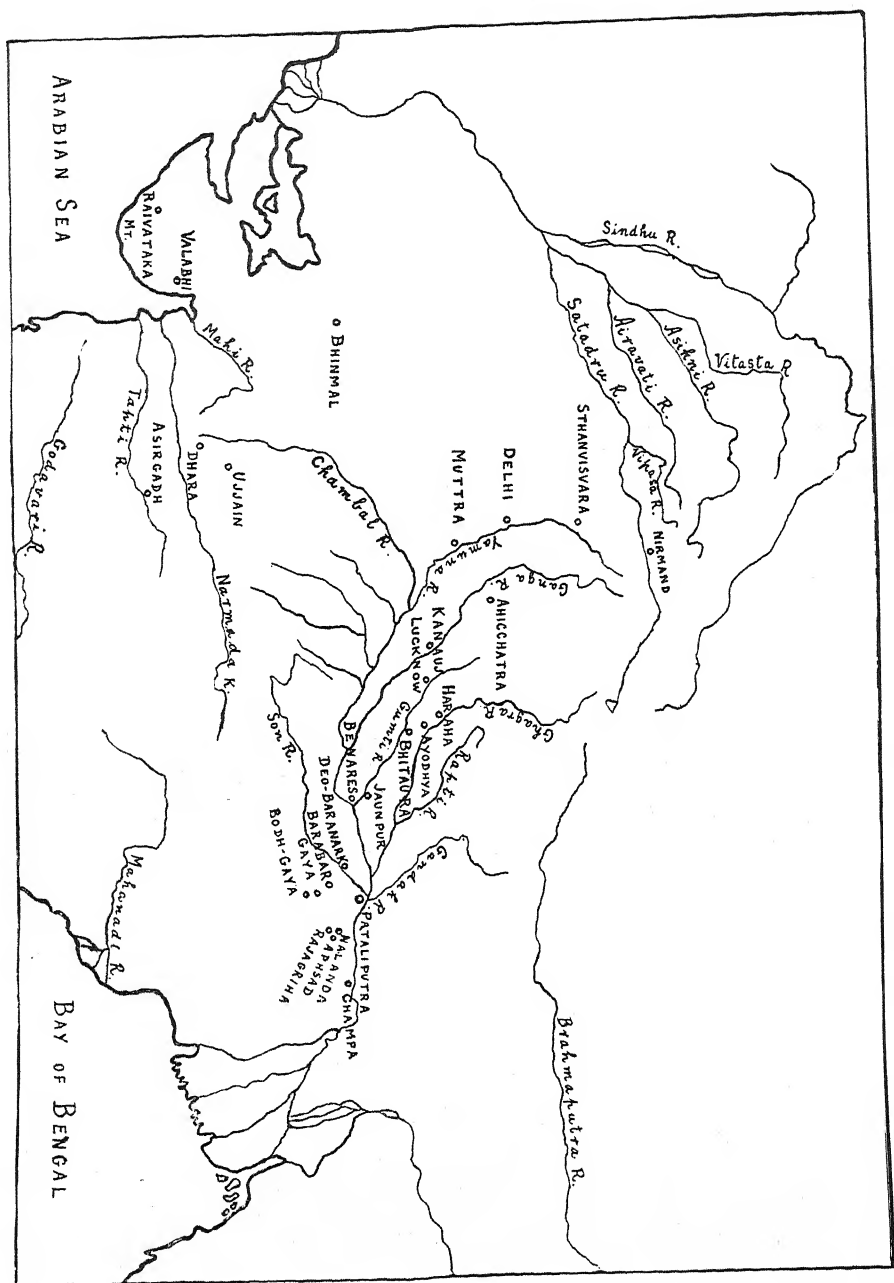 ARABIAN SEA
RAIVATAKA
MT.
VALABHI
Mahi R.
BHINMAL
Sindhu R.
Satadru R.
Airavati R.
Asikni R.
Vitasta R
Vipasa R.
NIRMAND
STHANVISVARA
DELHI
MUTTRA
Yamuna R.
Ganga R.
AHICCHATRA
KANAUJ
LUCKNOW
HARAHA
Ghagra R.
AYODHYA
Gumti R.
BHITAURA
Rapti R.
JAUNPUR
BENARES
Gandak R.
Chambal R.
UJJAIN
DHARA
ASIRGADH
Tapti R.
Godavari R.
Narmada R.
Son R.
DEO-BARANARK
BARABAR
GAYA
BODH-GAYA
PATALIPUTRA
NALANDA
APHSAD
RAJAGRIHA
CHAMPA
Mahanadi R.
Brahmaputra R.
BAY OF BENGAL